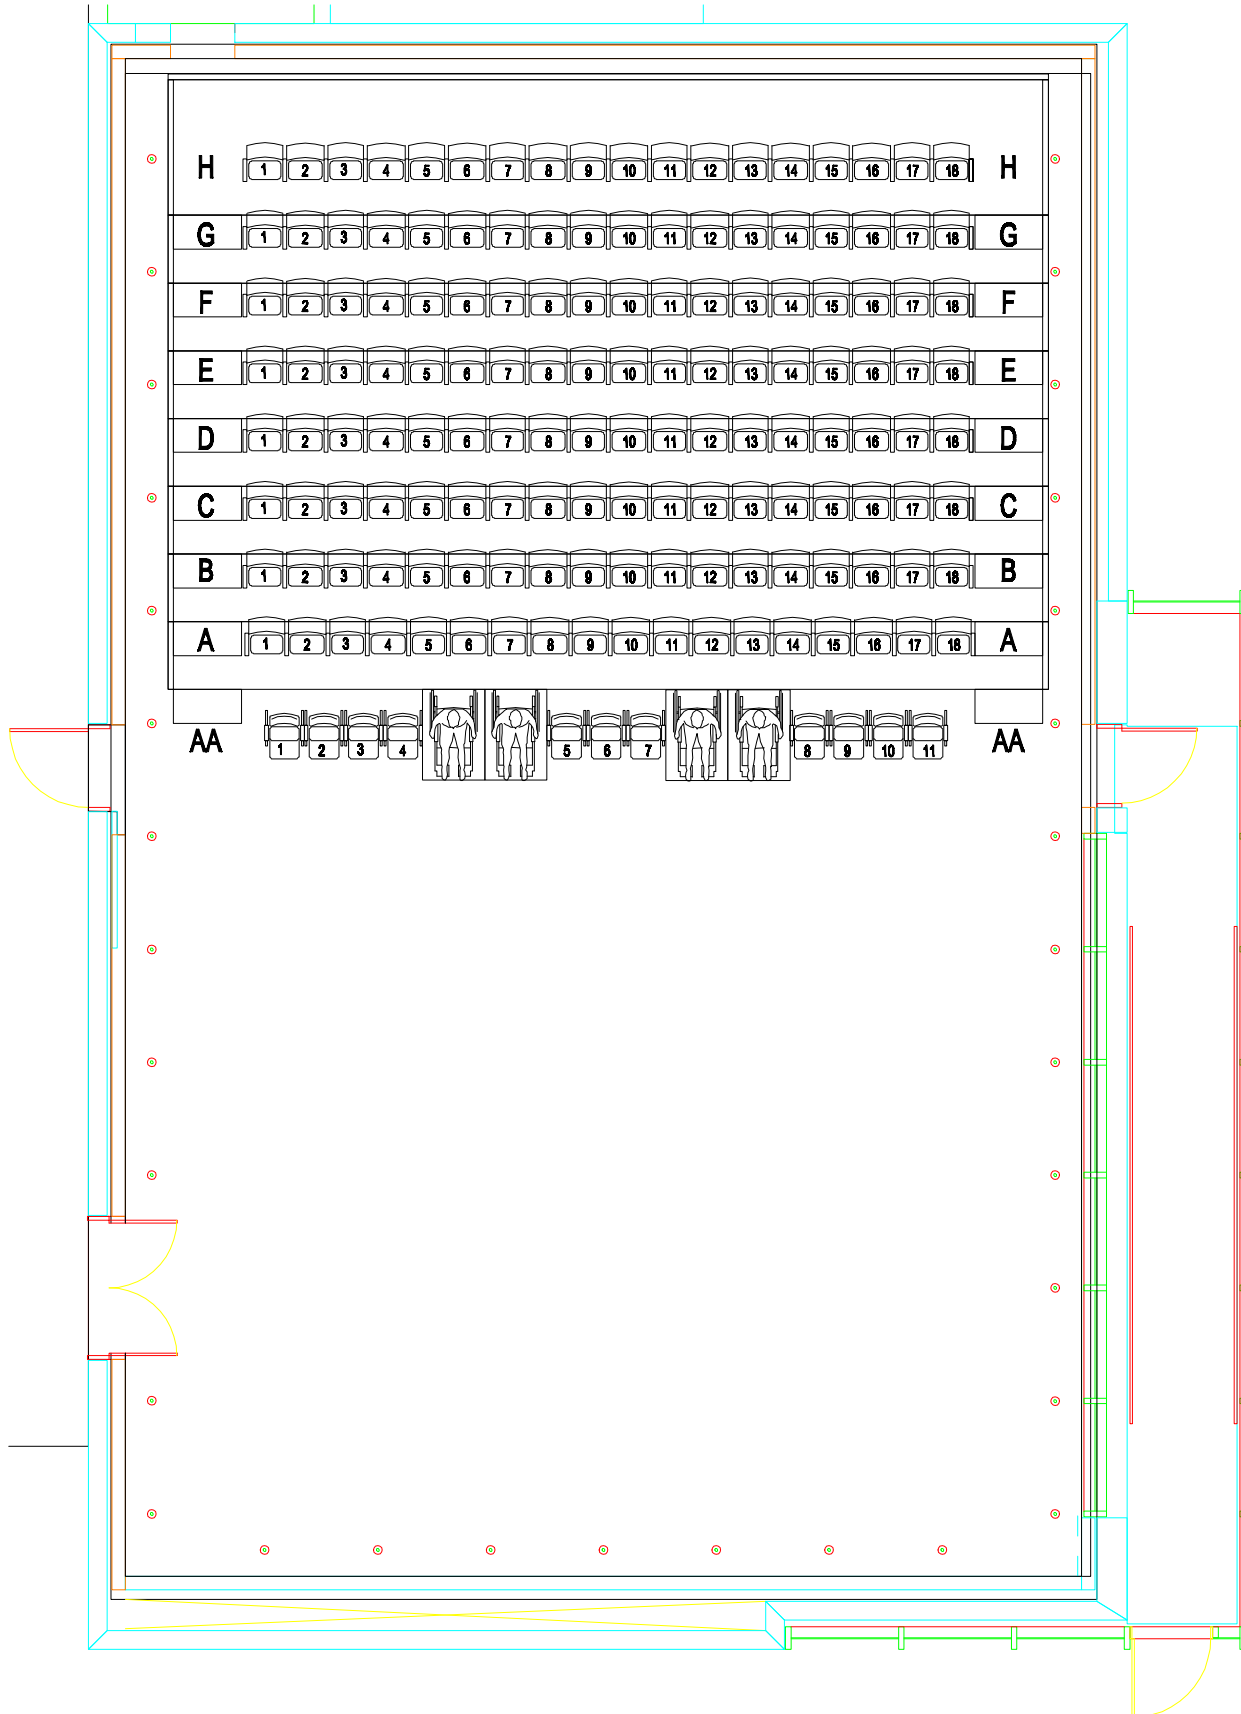 H 1 2 3 4 5 6 7 8 9 10 11 12 13 14 15 16 17 18 H
G 1 2 3 4 5 6 7 8 9 10 11 12 13 14 15 16 17 18 G
F 1 2 3 4 5 6 7 8 9 10 11 12 13 14 15 16 17 18 F
E 1 2 3 4 5 6 7 8 9 10 11 12 13 14 15 16 17 18 E
D 1 2 3 4 5 6 7 8 9 10 11 12 13 14 15 16 17 18 D
C 1 2 3 4 5 6 7 8 9 10 11 12 13 14 15 16 17 18 C
B 1 2 3 4 5 6 7 8 9 10 11 12 13 14 15 16 17 18 B
A 1 2 3 4 5 6 7 8 9 10 11 12 13 14 15 16 17 18 A
AA 1 2 3 4 5 6 7 8 9 10 11 AA